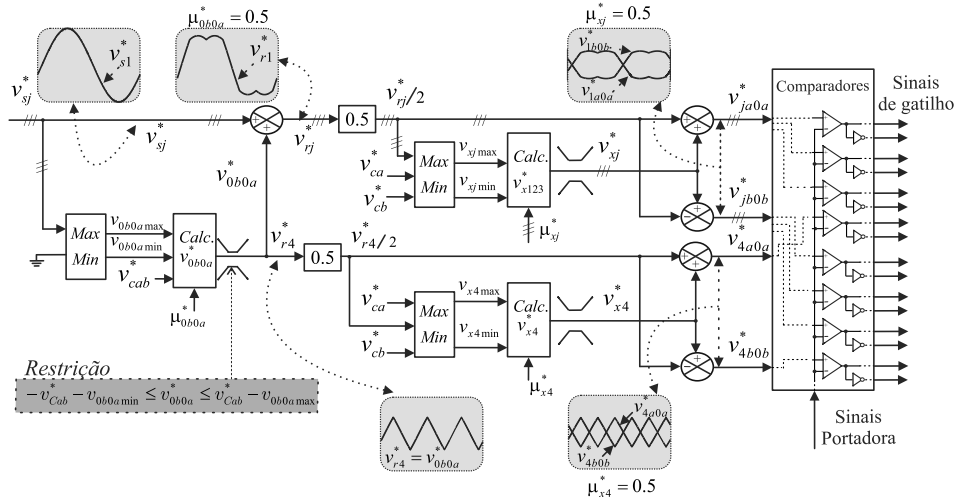 μ*0b0a = 0.5
v*s1
v*r1
μ*xj = 0.5
v*1b0b
v*1a0a
Comparadores
Sinais
de gatilho
v*sj
v*sj
v*rj
0.5
v*rj/2
v*ja0a
v*0b0a
v*ca
v*cb
Max
Min
vxj max
vxj min
Calc.
v*x123
v*xj
μ*xj
v*jb0b
Max
Min
v0b0a max
v0b0a min
v*cab
Calc.
v*0b0a
μ*0b0a
v*r4
0.5
v*r4/2
v*4a0a
v*ca
v*cb
Max
Min
vx4 max
vx4 min
Calc.
v*x4
v*x4
μ*x4
v*4b0b
Restrição
−v*Cab − v0b0a min ≤ v*0b0a ≤ v*Cab − v0b0a max
v*r4 = v*0b0a
v*4a0a
v*4b0b
μ*x4 = 0.5
Sinais
Portadora
+
+
+
+
−
+
+
+
−
+